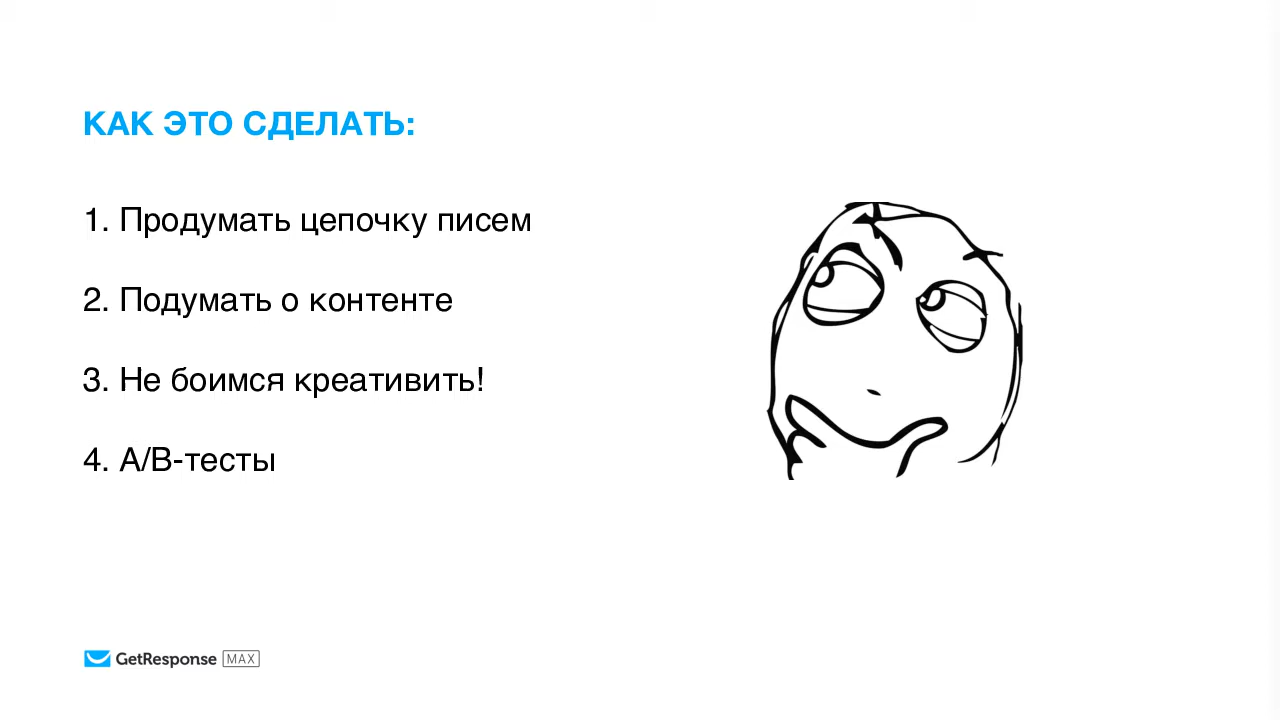 КАК ЭТО СДЕЛАТЬ:
1. Продумать цепочку писем
2. Подумать о контенте
3. Не боимся креативить!
4. А/В-тесты
GetResponse MAX